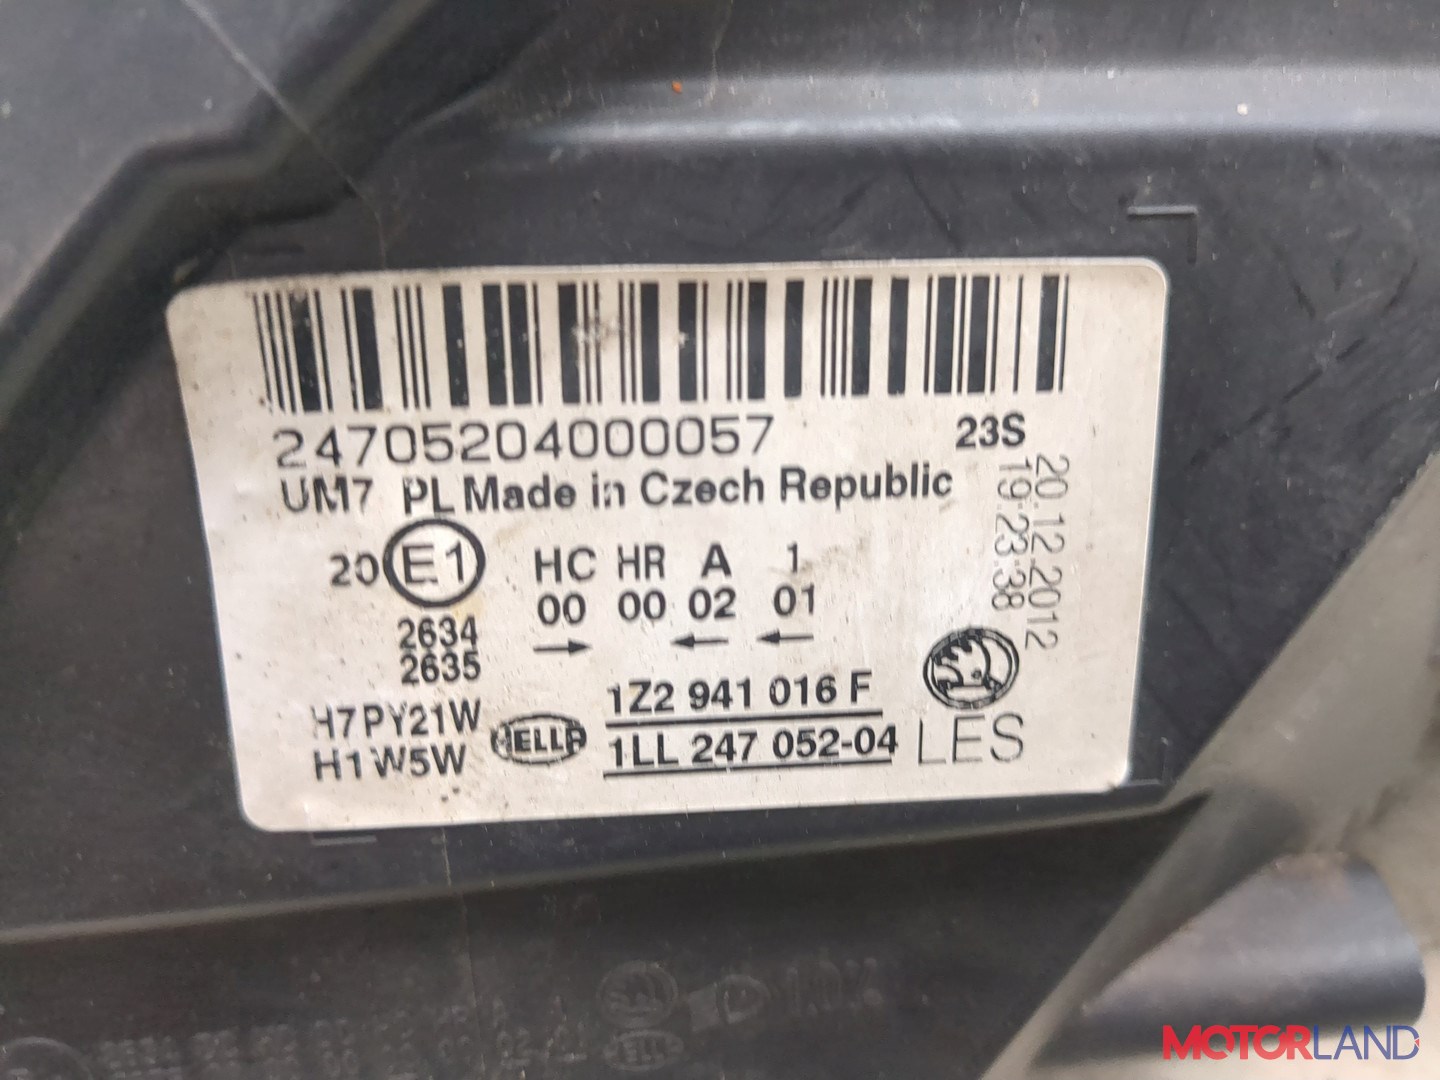 24705204000057
23S
UM7 PL Made in Czech Republic
20.12.2012
19:23:38
20 E1 HC HR A 1
00 00 02 01
2634
2635
→ ← ←
H7PY21W
H1W5W
HELLA
1Z2 941 016 F
1LL 247 052-04
LES
MOTORLAND